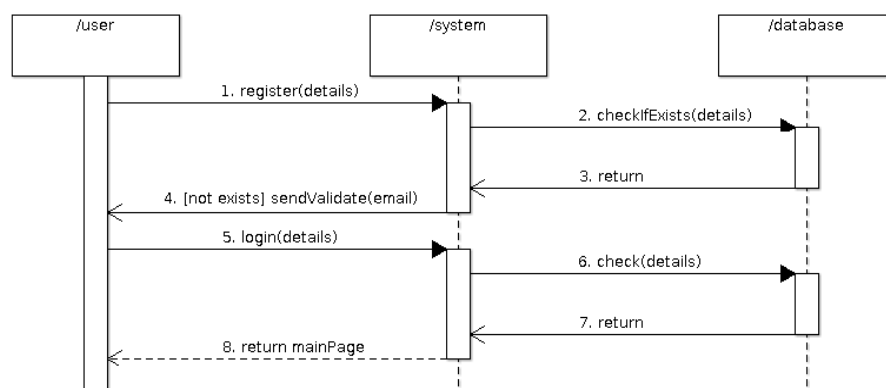 /user
/system
/database
1. register(details)
2. checkIfExists(details)
3. return
4. [not exists] sendValidate(email)
5. login(details)
6. check(details)
7. return
8. return mainPage